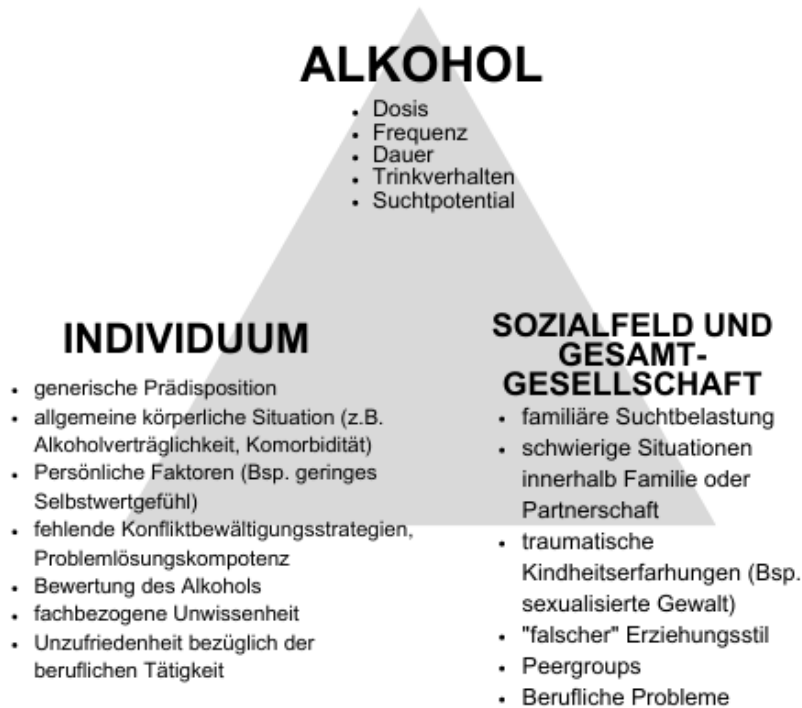 ALKOHOL
• Dosis
• Frequenz
• Dauer
• Trinkverhalten
• Suchtpotential
INDIVIDUUM
• generische Prädisposition
• allgemeine körperliche Situation (z.B.
Alkoholverträglichkeit, Komorbidität)
• Persönliche Faktoren (Bsp. geringes
Selbstwertgefühl)
• fehlende Konfliktbewältigungsstrategien,
Problemlösungskompotenz
• Bewertung des Alkohols
• fachbezogene Unwissenheit
• Unzufriedenheit bezüglich der
beruflichen Tätigkeit
SOZIALFELD UND
GESAMT-
GESELLSCHAFT
• familiäre Suchtbelastung
• schwierige Situationen
innerhalb Familie oder
Partnerschaft
• traumatische
Kindheitserfarhungen (Bsp.
sexualisierte Gewalt)
• "falscher" Erziehungsstil
• Peergroups
• Berufliche Probleme